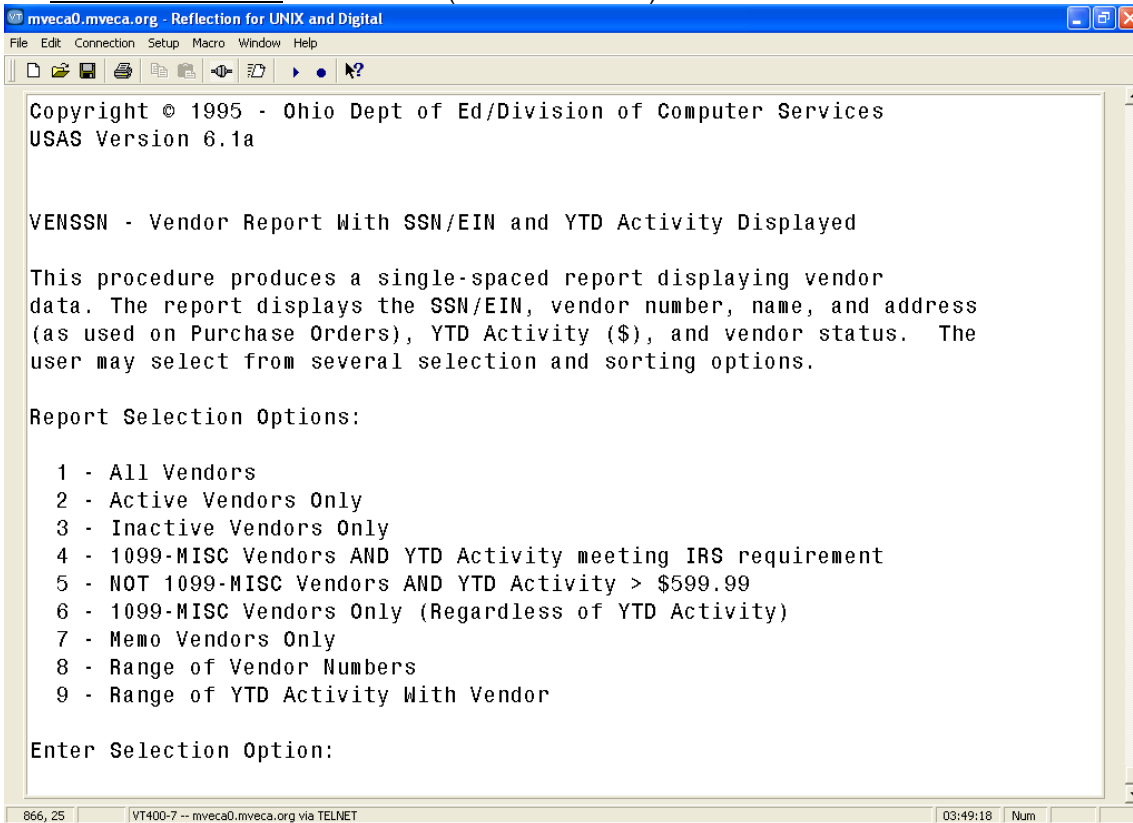 mveca0.mveca.org - Reflection for UNIX and Digital
File Edit Connection Setup Macro Window Help
Copyright © 1995 - Ohio Dept of Ed/Division of Computer Services
USAS Version 6.1a
VENSSN - Vendor Report With SSN/EIN and YTD Activity Displayed
This procedure produces a single-spaced report displaying vendor
data. The report displays the SSN/EIN, vendor number, name, and address
(as used on Purchase Orders), YTD Activity ($), and vendor status.  The
user may select from several selection and sorting options.
Report Selection Options:
1 - All Vendors
2 - Active Vendors Only
3 - Inactive Vendors Only
4 - 1099-MISC Vendors AND YTD Activity meeting IRS requirement
5 - NOT 1099-MISC Vendors AND YTD Activity > $599.99
6 - 1099-MISC Vendors Only (Regardless of YTD Activity)
7 - Memo Vendors Only
8 - Range of Vendor Numbers
9 - Range of YTD Activity With Vendor
Enter Selection Option:
866, 25 VT400-7 -- mveca0.mveca.org via TELNET 03:49:18 Num